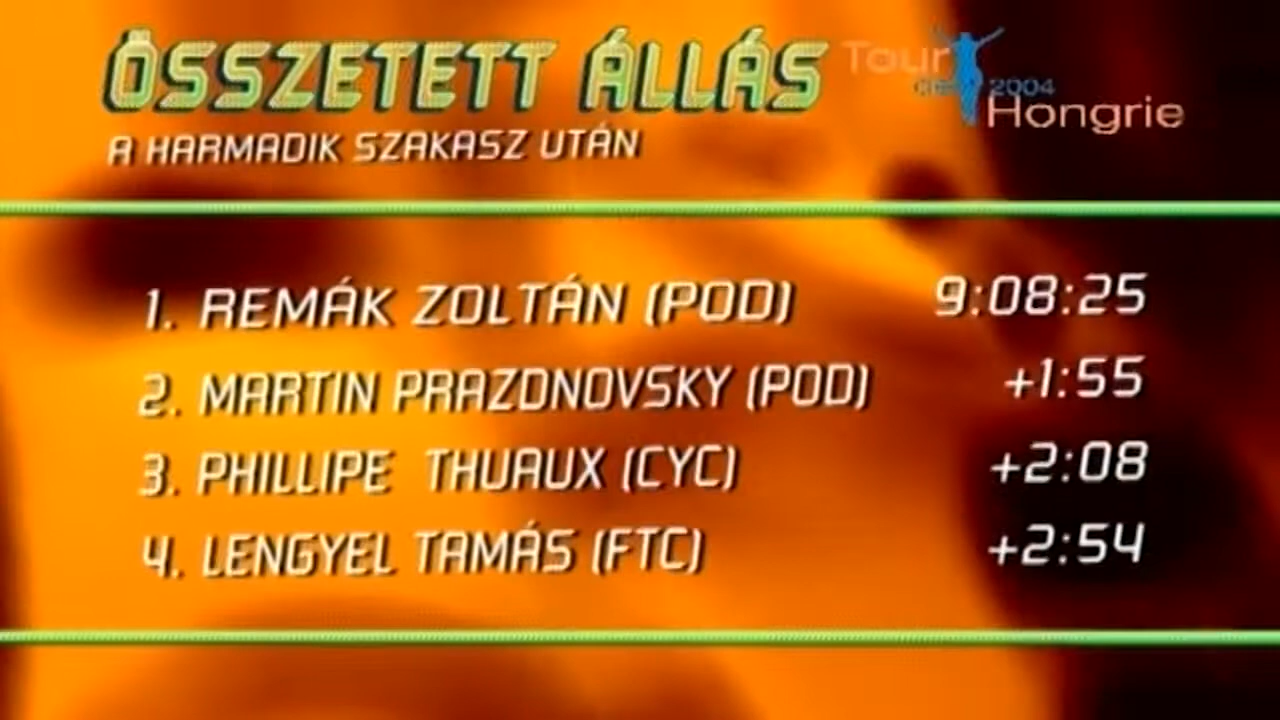 ÖSSZETETT ÁLLÁS
Tour
2004
Hongrie
A HARMADIK SZAKASZ UTÁN
1. REMÁK ZOLTÁN (POD) 9:08:25
2. MARTIN PRAZDNOVSKY (POD) +1:55
3. PHILLIPE THUAUX (CYC) +2:08
4. LENGYEL TAMÁS (FTC) +2:54